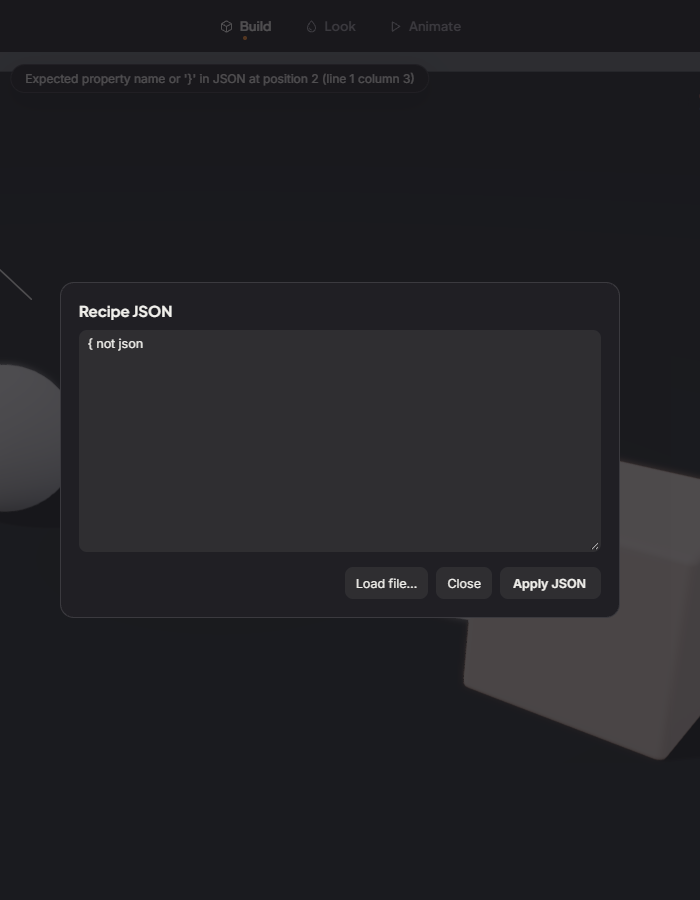 Build Look Animate
Expected property name or '}' in JSON at position 2 (line 1 column 3)
Recipe JSON
{ not json
Load file... Close Apply JSON